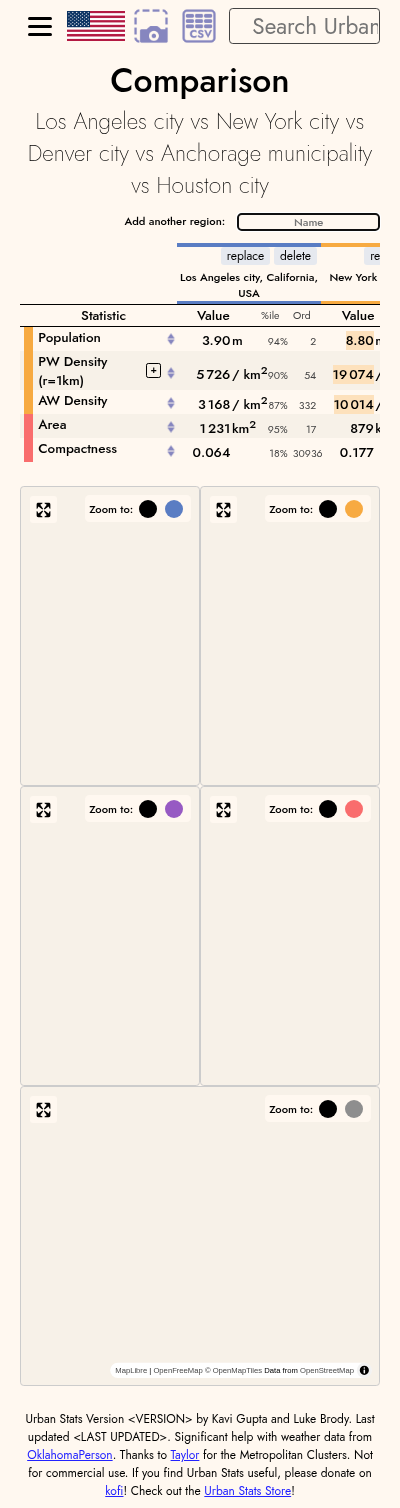 CSV
Search Urban
Comparison
Los Angeles city vs New York city vs
Denver city vs Anchorage municipality
vs Houston city
Add another region:
Name
replace delete re
Los Angeles city, California,
USA
New York
Statistic Value %ile Ord Value
Population 3.90 m 94% 2 8.80
PW Density
(r=1km)
+ 5 726 / km2 90% 54 19 074 /
AW Density 3 168 / km2 87% 332 10 014 /
Area 1 231 km2 95% 17 879
Compactness 0.064 18% 30936 0.177
Zoom to:
Zoom to:
Zoom to:
Zoom to:
Zoom to:
MapLibre | OpenFreeMap © OpenMapTiles Data from OpenStreetMap
Urban Stats Version <VERSION> by Kavi Gupta and Luke Brody. Last
updated <LAST UPDATED>. Significant help with weather data from
OklahomaPerson. Thanks to Taylor for the Metropolitan Clusters. Not
for commercial use. If you find Urban Stats useful, please donate on
kofi! Check out the Urban Stats Store!